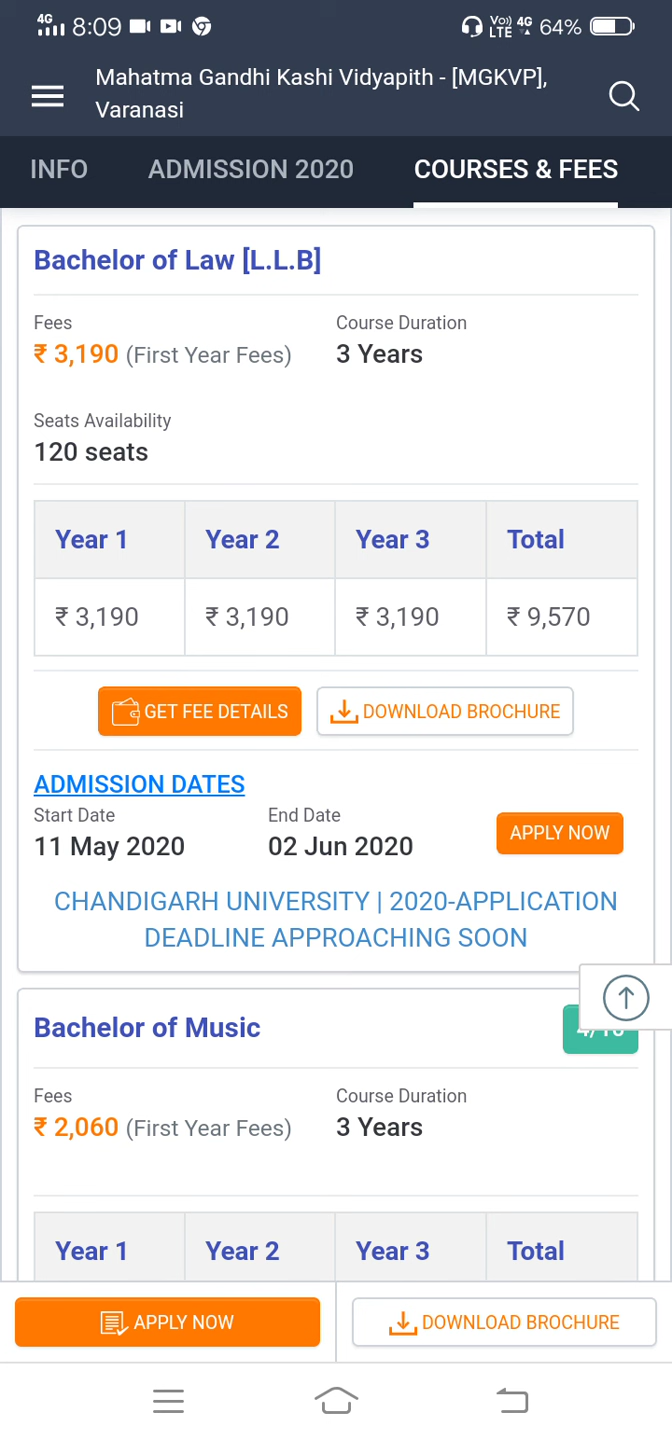 4G 8:09 Vo)) LTE 4G 64%
Mahatma Gandhi Kashi Vidyapith - [MGKVP],
Varanasi
INFO ADMISSION 2020 COURSES & FEES
Bachelor of Law [L.L.B]
Fees Course Duration
₹ 3,190 (First Year Fees) 3 Years
Seats Availability
120 seats
Year 1 Year 2 Year 3 Total
₹ 3,190 ₹ 3,190 ₹ 3,190 ₹ 9,570
GET FEE DETAILS DOWNLOAD BROCHURE
ADMISSION DATES
Start Date End Date
11 May 2020 02 Jun 2020 APPLY NOW
CHANDIGARH UNIVERSITY | 2020-APPLICATION
DEADLINE APPROACHING SOON
Bachelor of Music
Fees Course Duration
₹ 2,060 (First Year Fees) 3 Years
Year 1 Year 2 Year 3 Total
APPLY NOW DOWNLOAD BROCHURE